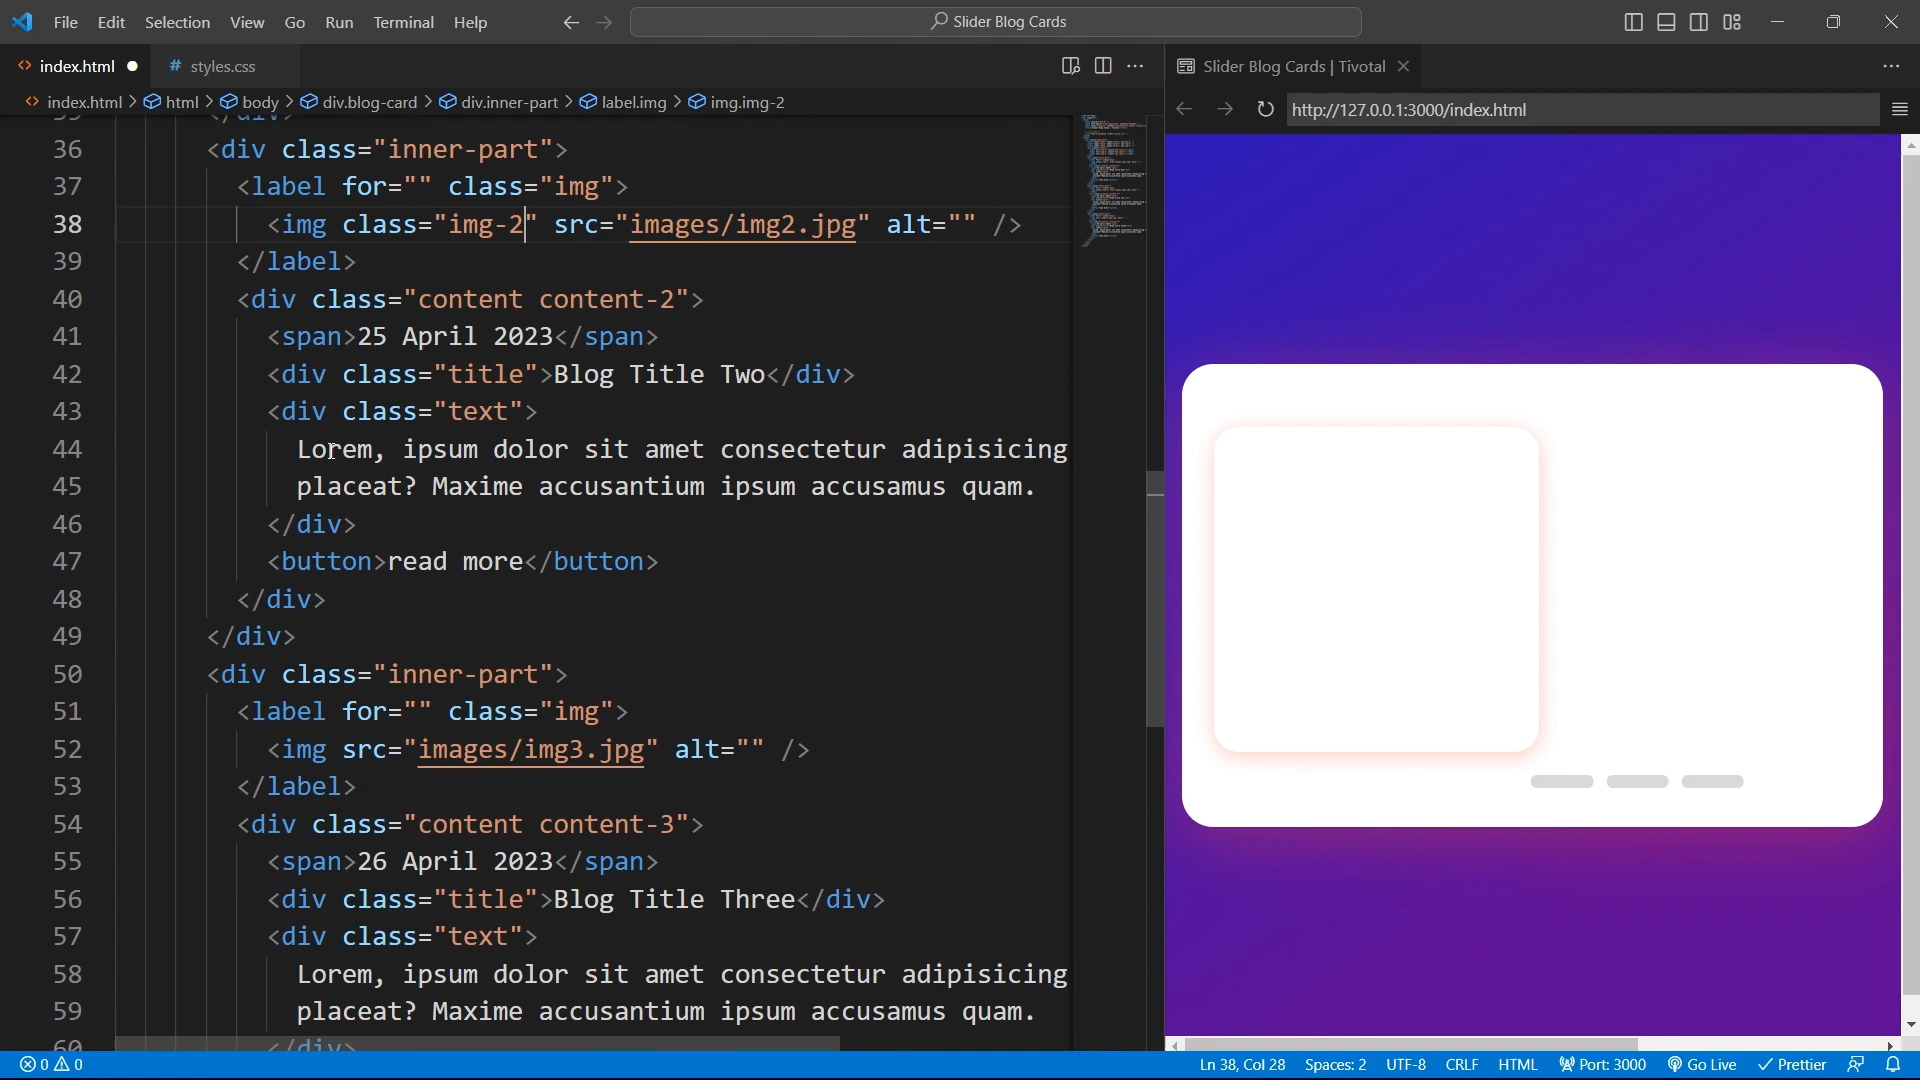 File Edit Selection View Go Run Terminal Help
Slider Blog Cards
index.html
# styles.css
Slider Blog Cards | Tivotal
index.html > html > body > div.blog-card > div.inner-part > label.img > img.img-2
http://127.0.0.1:3000/index.html
36 <div class="inner-part">
37 <label for="" class="img">
38 <img class="img-2" src="images/img2.jpg" alt="" />
39 </label>
40 <div class="content content-2">
41 <span>25 April 2023</span>
42 <div class="title">Blog Title Two</div>
43 <div class="text">
44 Lorem, ipsum dolor sit amet consectetur adipisicing
45 placeat? Maxime accusantium ipsum accusamus quam.
46 </div>
47 <button>read more</button>
48 </div>
49 </div>
50 <div class="inner-part">
51 <label for="" class="img">
52 <img src="images/img3.jpg" alt="" />
53 </label>
54 <div class="content content-3">
55 <span>26 April 2023</span>
56 <div class="title">Blog Title Three</div>
57 <div class="text">
58 Lorem, ipsum dolor sit amet consectetur adipisicing
59 placeat? Maxime accusantium ipsum accusamus quam.
60 </div>
0 0 Ln 38, Col 28 Spaces: 2 UTF-8 CRLF HTML Port: 3000 Go Live Prettier